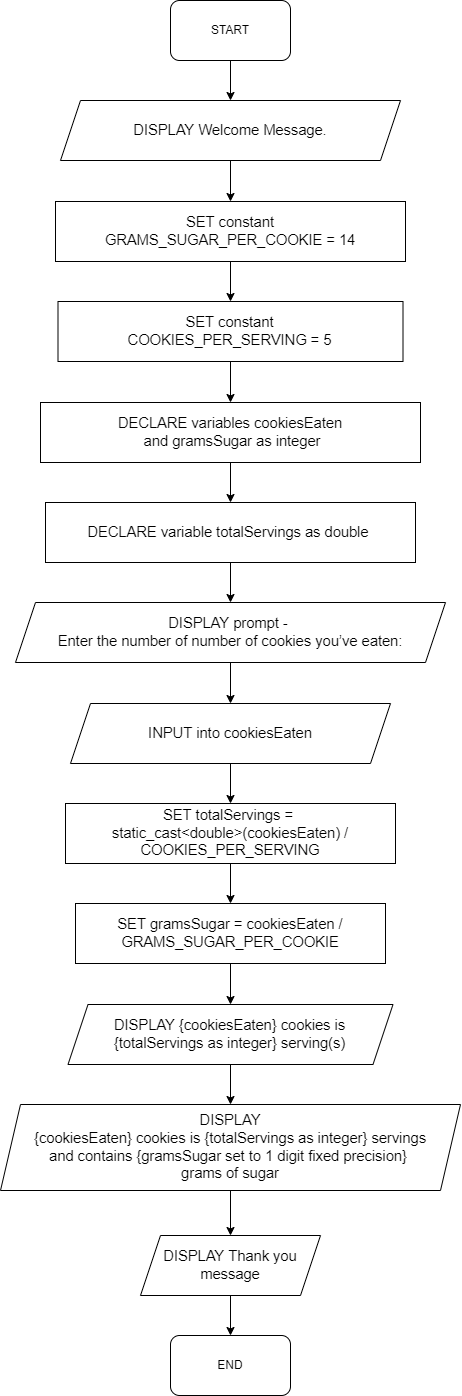 START
DISPLAY Welcome Message.
SET constant
GRAMS_SUGAR_PER_COOKIE = 14
SET constant
COOKIES_PER_SERVING = 5
DECLARE variables cookiesEaten
and gramsSugar as integer
DECLARE variable totalServings as double
DISPLAY prompt -
Enter the number of number of cookies you’ve eaten:
INPUT into cookiesEaten
SET totalServings =
static_cast<double>(cookiesEaten) /
COOKIES_PER_SERVING
SET gramsSugar = cookiesEaten /
GRAMS_SUGAR_PER_COOKIE
DISPLAY {cookiesEaten} cookies is
{totalServings as integer} serving(s)
DISPLAY
{cookiesEaten} cookies is {totalServings as integer} servings
and contains {gramsSugar set to 1 digit fixed precision}
grams of sugar
DISPLAY Thank you
message
END